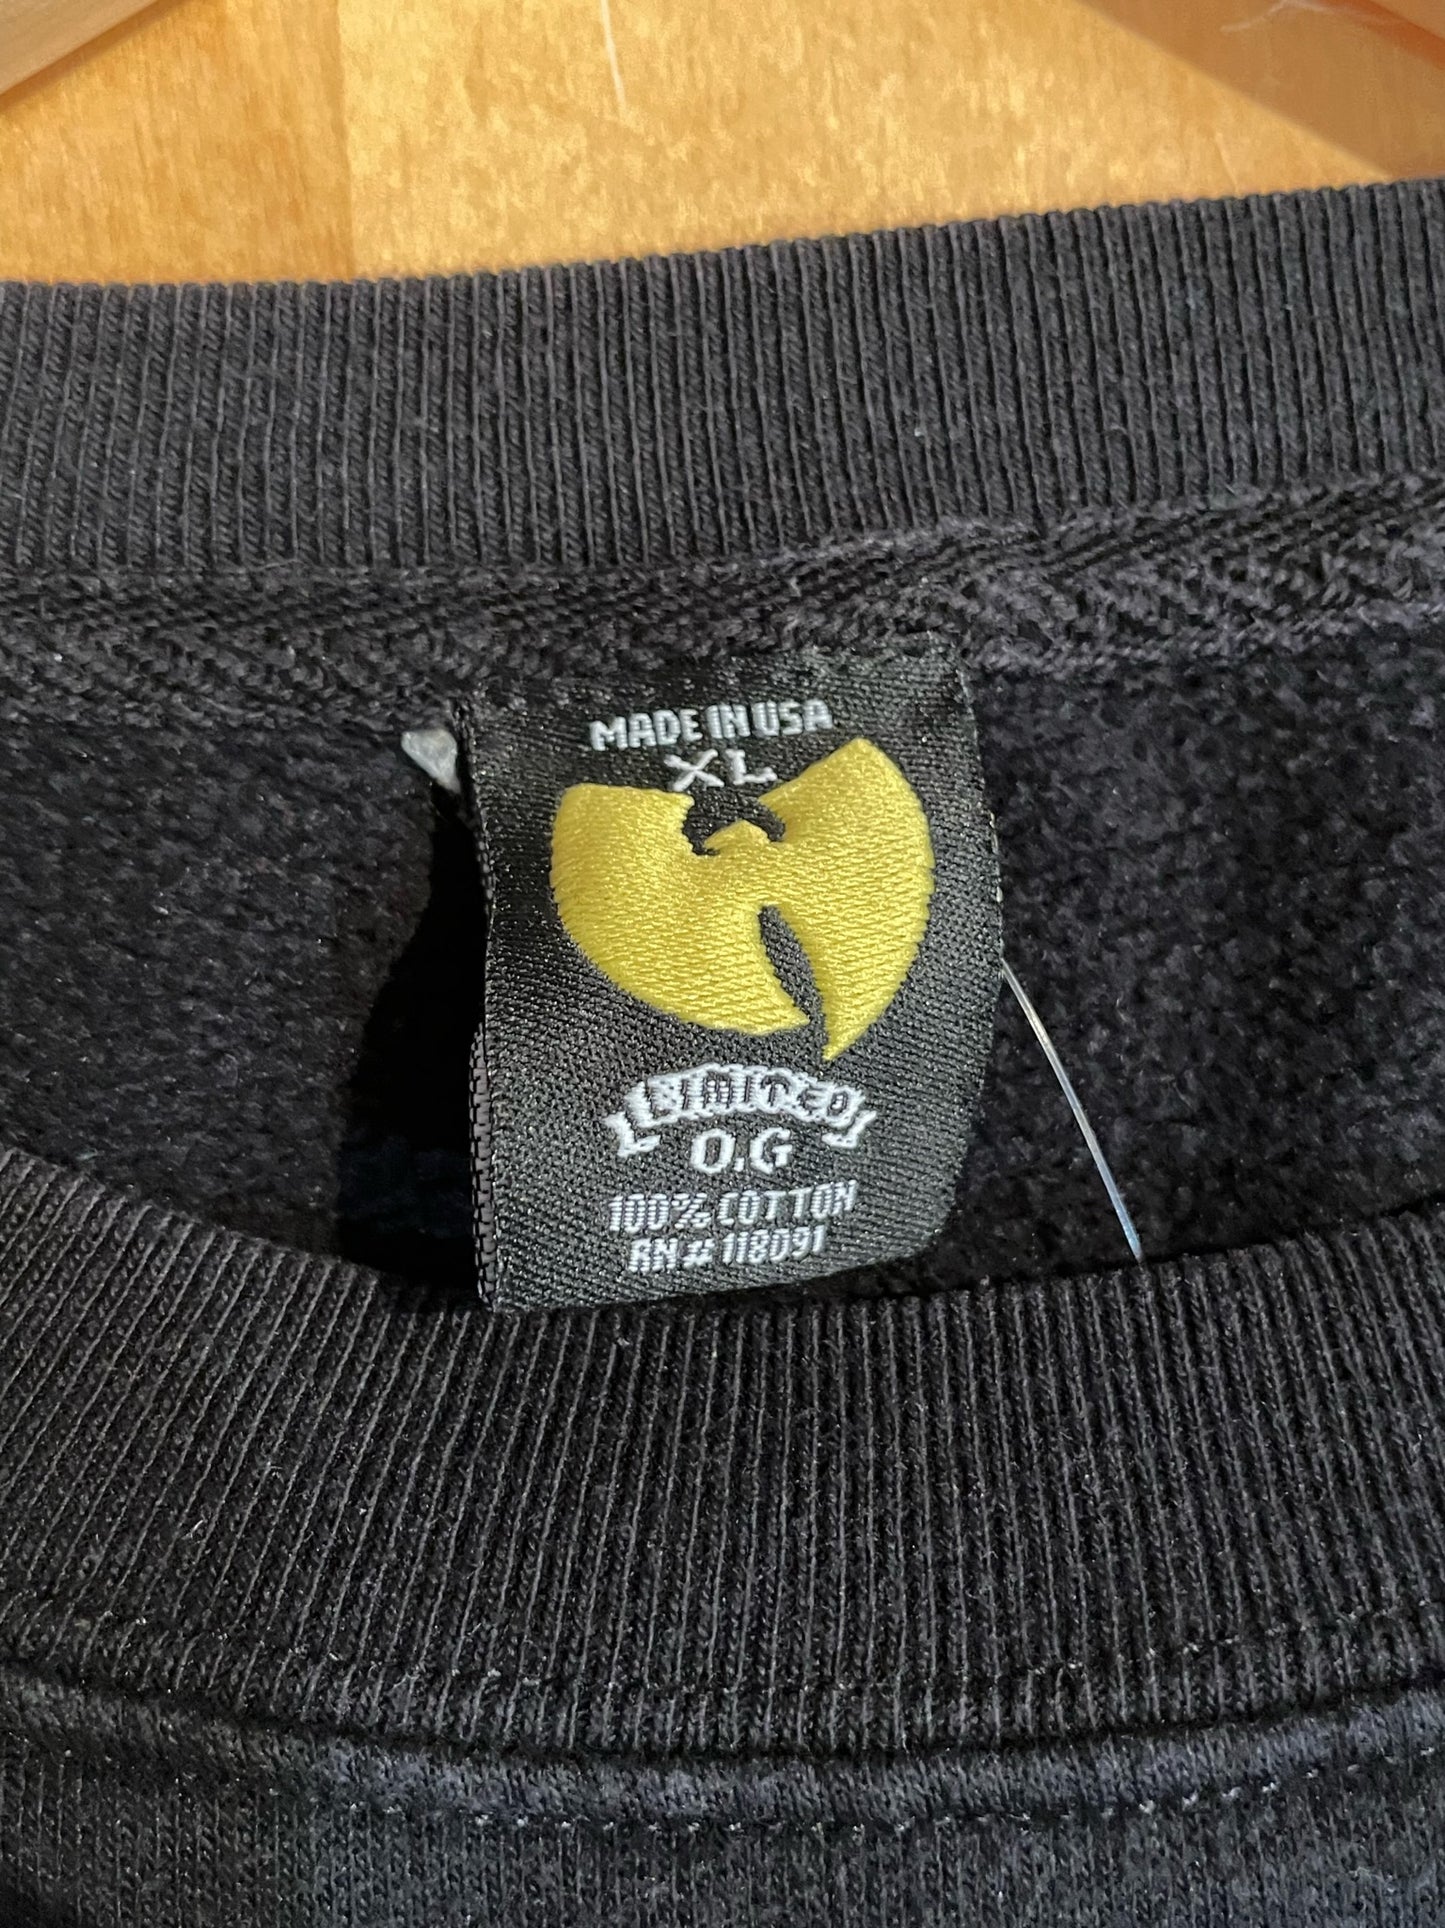 MADE IN USA
XL
LIMITED
O.G
100% COTTON
RN# 118091